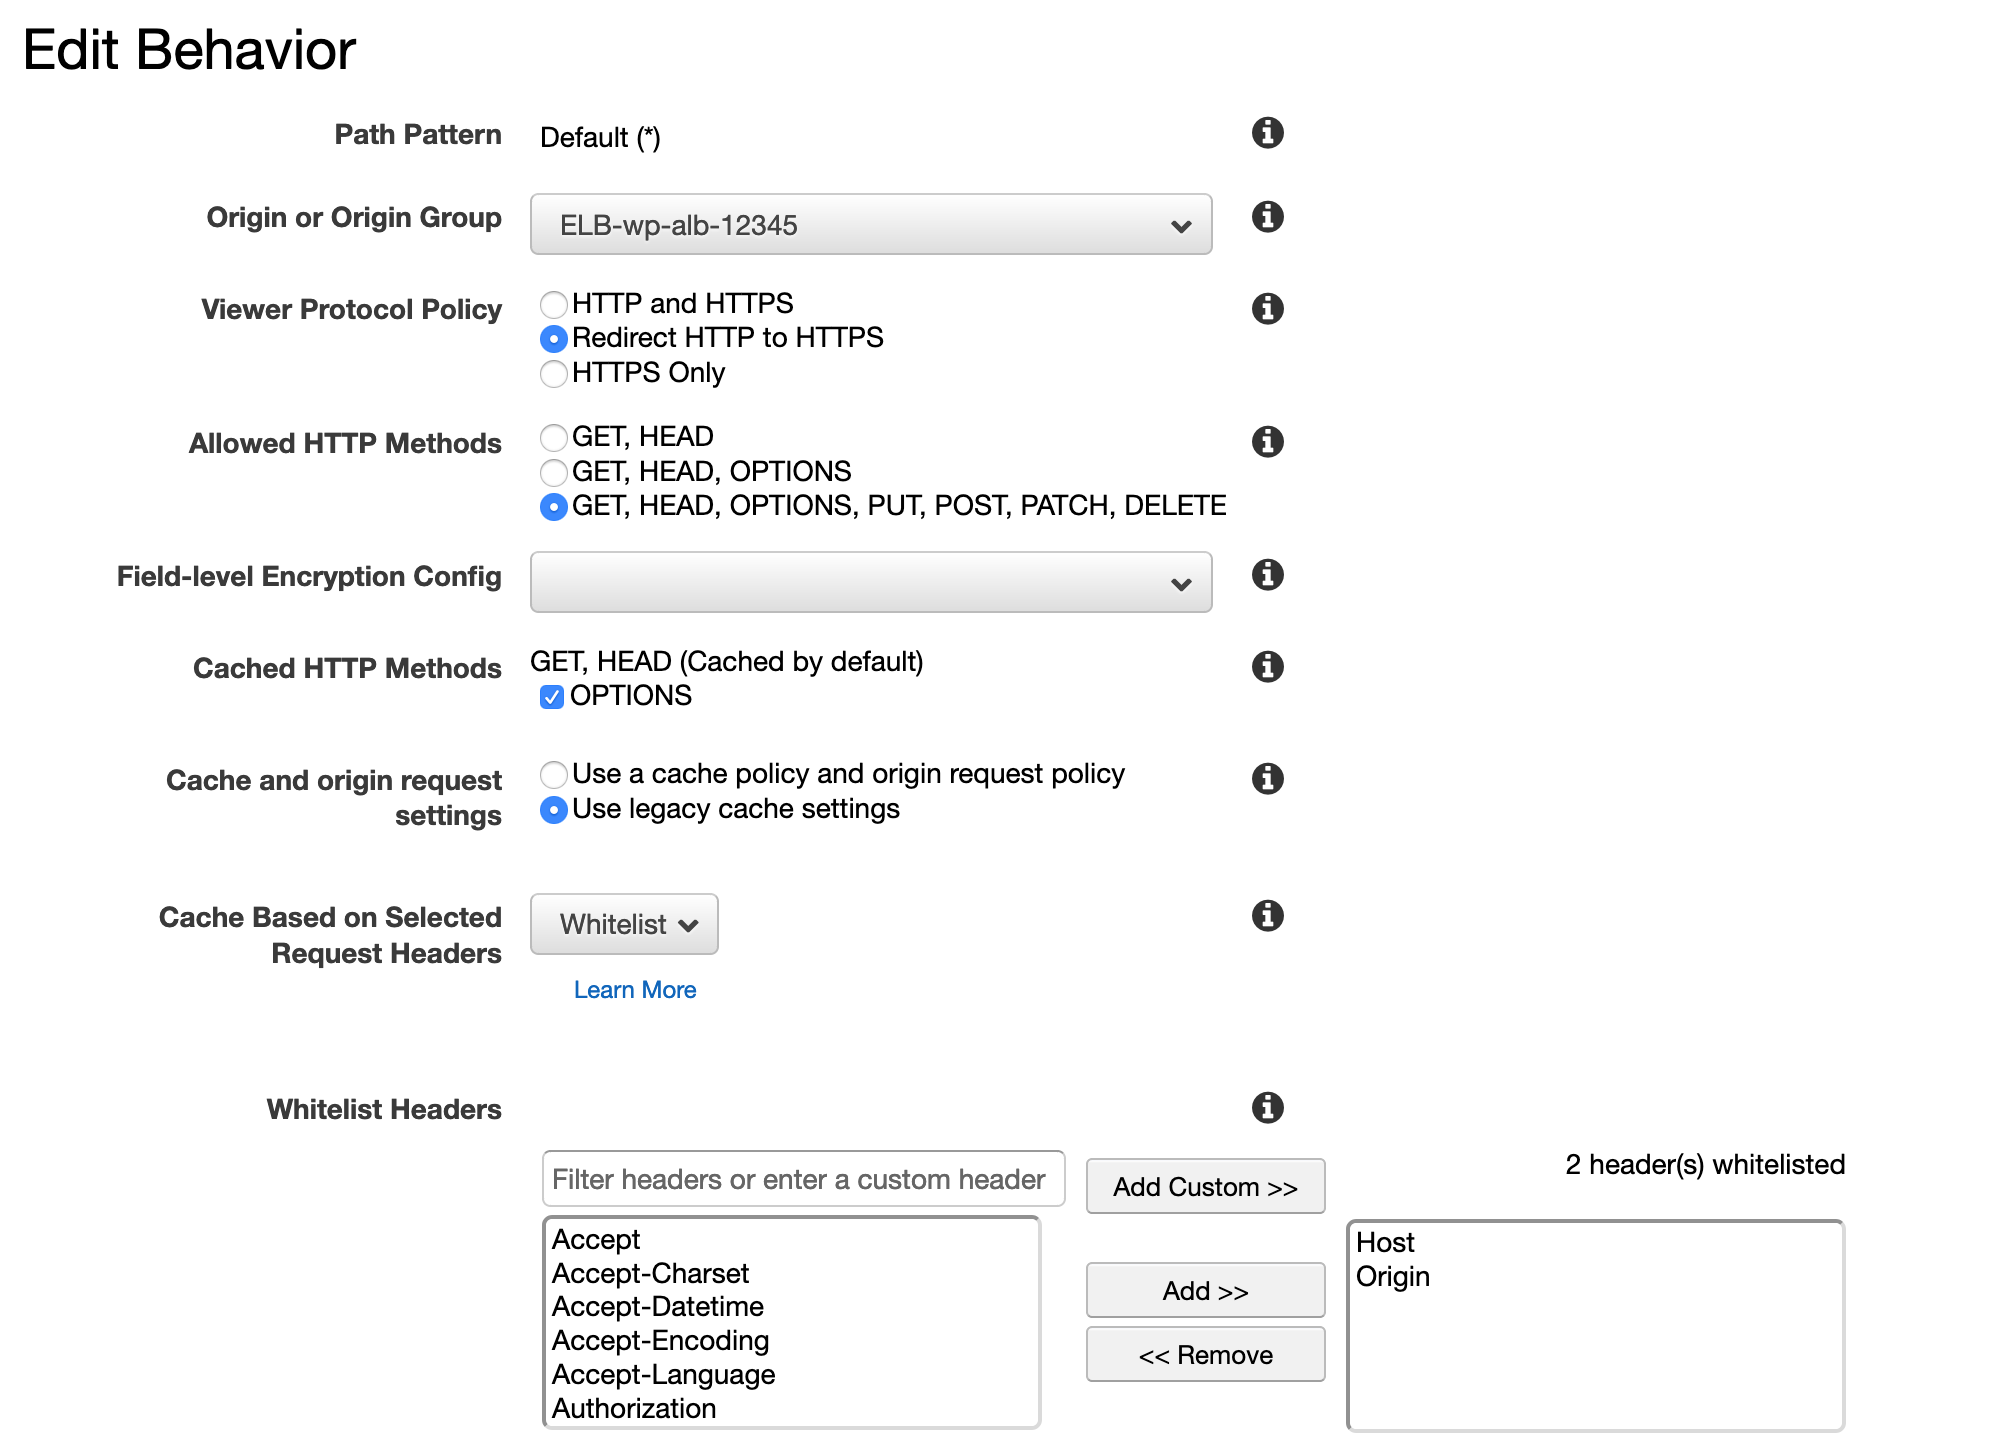 Edit Behavior
Path Pattern Default (*)
Origin or Origin Group ELB-wp-alb-12345
Viewer Protocol Policy HTTP and HTTPS
Redirect HTTP to HTTPS
HTTPS Only
Allowed HTTP Methods GET, HEAD
GET, HEAD, OPTIONS
GET, HEAD, OPTIONS, PUT, POST, PATCH, DELETE
Field-level Encryption Config
Cached HTTP Methods GET, HEAD (Cached by default)
OPTIONS
Cache and origin request settings
Use a cache policy and origin request policy
Use legacy cache settings
Cache Based on Selected Request Headers
Whitelist
Learn More
Whitelist Headers
Filter headers or enter a custom header
Add Custom >>
2 header(s) whitelisted
Accept
Accept-Charset
Accept-Datetime
Accept-Encoding
Accept-Language
Authorization
Add >>
<< Remove
Host
Origin